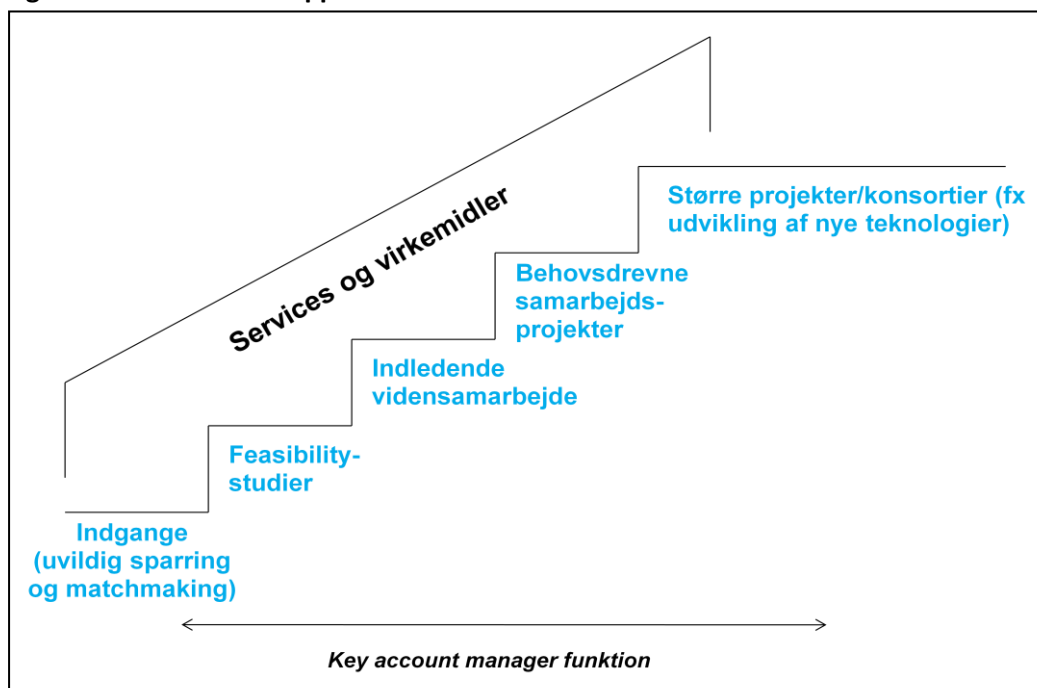 Services og virkemidler
Større projekter/konsortier (fx
udvikling af nye teknologier)
Behovsdrevne
samarbejds-
projekter
Indledende
vidensamarbejde
Feasibility-
studier
Indgange
(uvildig sparring
og matchmaking)
Key account manager funktion